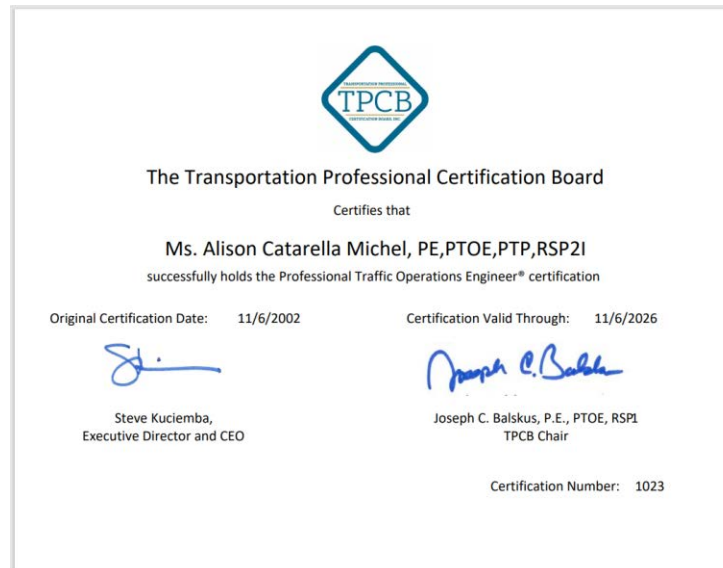 TRANSPORTATION PROFESSIONAL
TPCB
CERTIFICATION BOARD, INC
The Transportation Professional Certification Board
Certifies that
Ms. Alison Catarella Michel, PE,PTOE,PTP,RSP2I
successfully holds the Professional Traffic Operations Engineer® certification
Original Certification Date: 11/6/2002 Certification Valid Through: 11/6/2026
Joseph C. Balskus
Steve Kuciemba, Joseph C. Balskus, P.E., PTOE, RSP1
Executive Director and CEO TPCB Chair
Certification Number: 1023